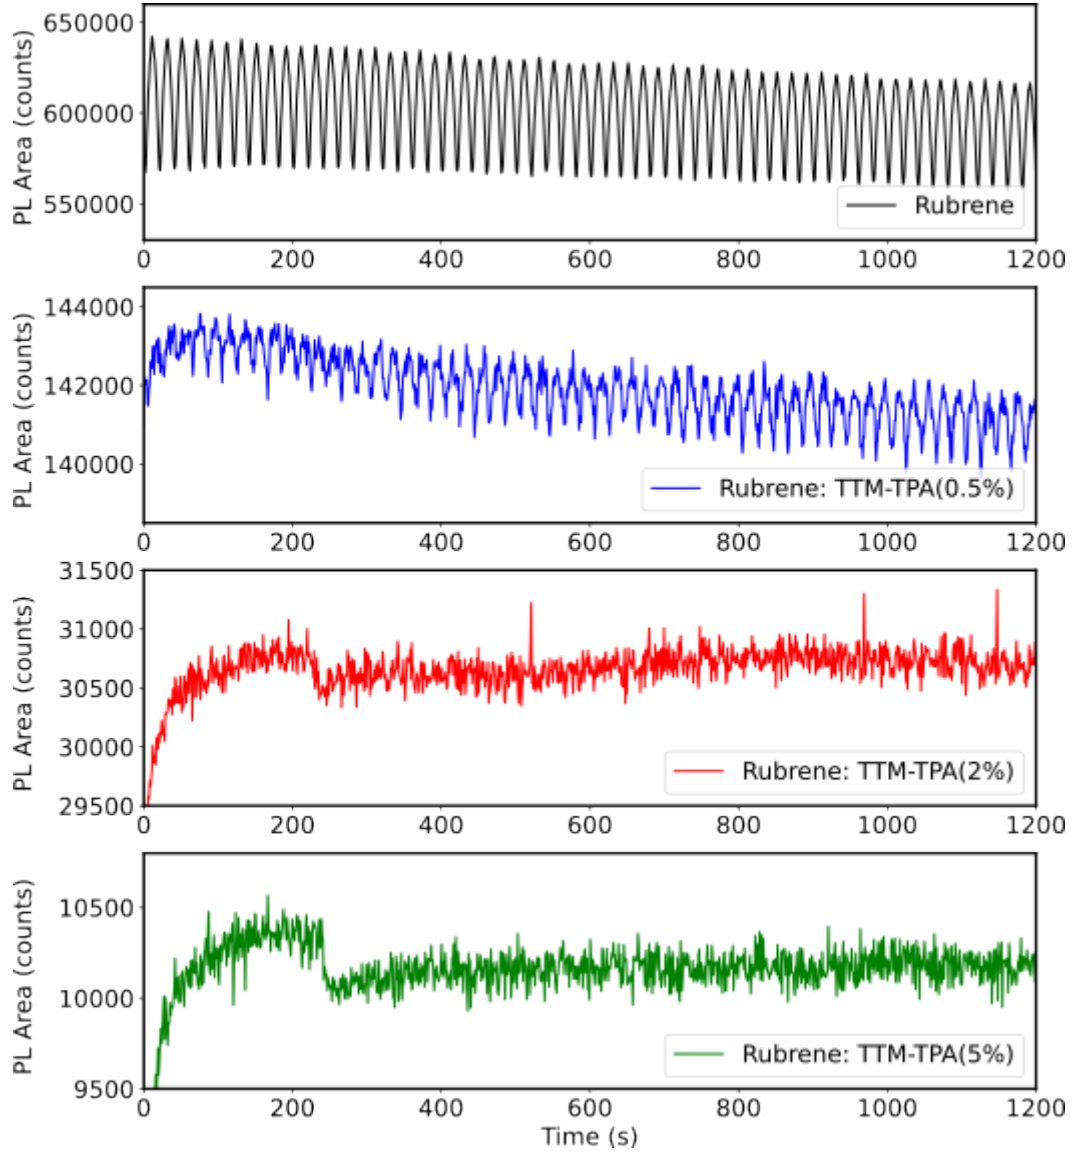 650000
600000
550000
PL Area (counts)
Rubrene
0 200 400 600 800 1000 1200
144000
142000
140000
PL Area (counts)
Rubrene: TTM-TPA(0.5%)
0 200 400 600 800 1000 1200
31500
31000
30500
30000
29500
PL Area (counts)
Rubrene: TTM-TPA(2%)
0 200 400 600 800 1000 1200
10500
10000
9500
PL Area (counts)
Rubrene: TTM-TPA(5%)
0 200 400 600 800 1000 1200
Time (s)